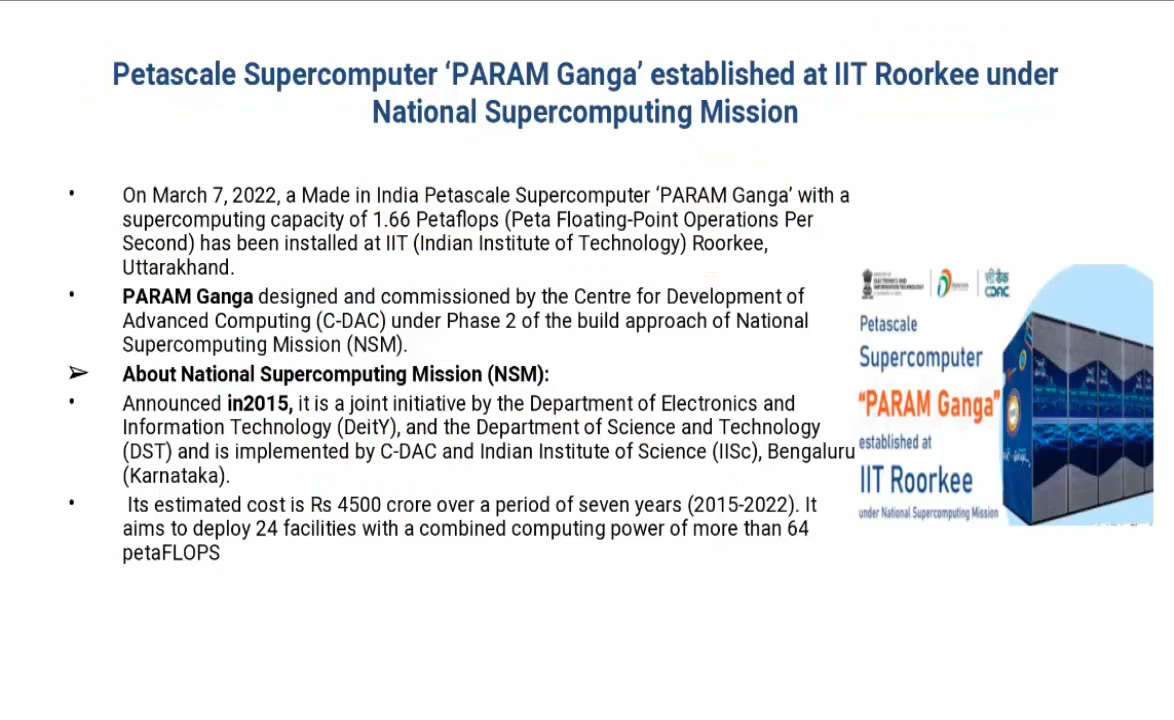 Petascale Supercomputer ‘PARAM Ganga’ established at IIT Roorkee under
National Supercomputing Mission
• On March 7, 2022, a Made in India Petascale Supercomputer ‘PARAM Ganga’ with a
supercomputing capacity of 1.66 Petaflops (Peta Floating-Point Operations Per
Second) has been installed at IIT (Indian Institute of Technology) Roorkee,
Uttarakhand.
• PARAM Ganga designed and commissioned by the Centre for Development of
Advanced Computing (C-DAC) under Phase 2 of the build approach of National
Supercomputing Mission (NSM).
➢ About National Supercomputing Mission (NSM):
• Announced in2015, it is a joint initiative by the Department of Electronics and
Information Technology (DeitY), and the Department of Science and Technology
(DST) and is implemented by C-DAC and Indian Institute of Science (IISc), Bengaluru
(Karnataka).
• Its estimated cost is Rs 4500 crore over a period of seven years (2015-2022). It
aims to deploy 24 facilities with a combined computing power of more than 64
petaFLOPS
सी डैक
CDAC
Petascale
Supercomputer
“PARAM Ganga”
established at
IIT Roorkee
under National Supercomputing Mission